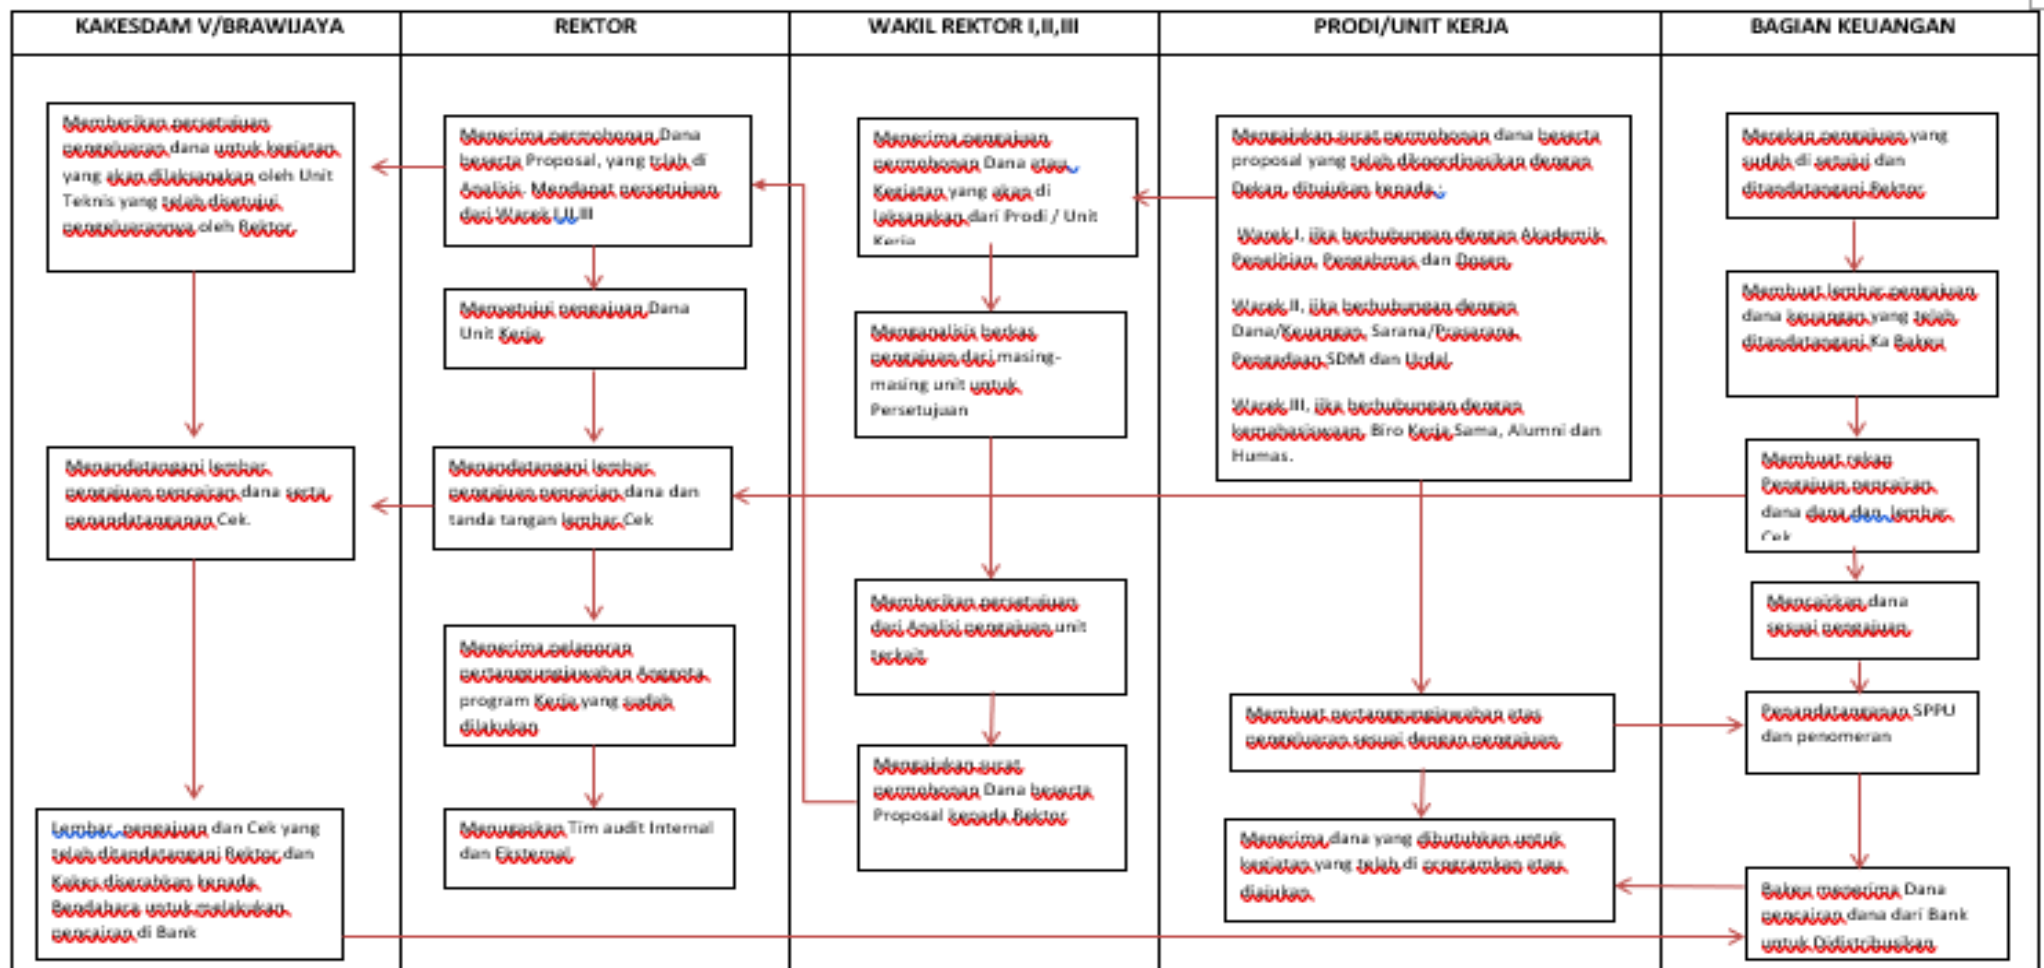 KAKESDAM V/BRAWIJAYA
REKTOR
WAKIL REKTOR I,II,III
PRODI/UNIT KERJA
BAGIAN KEUANGAN
Memberikan persetujuan
pengeluaran dana untuk kegiatan
yang akan dilaksanakan oleh Unit
Teknis yang telah disetujui
pengeluarannya oleh Rektor
Menandatangani lembar
pengajuan pencairan dana serta
penandatanganan Cek.
Lembar pengajuan dan Cek yang
telah ditandatangani Rektor dan
Kakes diserahkan kepada
Bendahara untuk melakukan
pencairan di Bank
Menerima permohonan Dana
beserta Proposal, yang telah di
Analisis. Mendapat persetujuan
dari Warek I,II,III
Menyetujui pengajuan Dana
Unit Kerja
Menandatangani lembar
pengajuan pencarian dana dan
tanda tangan lembar Cek
Menerima pelaporan
pertanggungjawaban Anggota
program Kerja yang sudah
dilakukan
Menugaskan Tim audit Internal
dan Eksternal
Menerima pengajuan
permohonan Dana atau
Kegiatan yang akan di
laksanakan dari Prodi / Unit
Kerja
Menganalisis berkas
pengajuan dari masing-
masing unit untuk
Persetujuan
Memberikan persetujuan
dari Analisi pengajuan unit
terkait
Mengajukan surat
permohonan Dana beserta
Proposal kepada Rektor
Mengajukan surat permohonan dana beserta
proposal yang telah dikoordinasikan dengan
Dekan, ditujukan kepada :
Warek I, jika berhubungan dengan Akademik
Penelitian, Pengabmas dan Dosen,
Warek II, jika berhubungan dengan
Dana/Keuangan, Sarana/Prasarana,
Pengadaan SDM dan Urdal.
Warek III, jika berhubungan dengan
kemahasiswaan, Biro Kerja Sama, Alumni dan
Humas.
Membuat pertanggungjawaban atas
pengeluaran sesuai dengan pengajuan
Menerima dana yang dibutuhkan untuk
kegiatan yang telah di programkan atau
diajukan
Merekap pengajuan yang
sudah di setujui dan
ditandatangani Rektor
Membuat lembar pengajuan
dana keuangan yang telah
ditandatangani Ka Bakeu
Membuat rekap
Pengajuan pencairan
dana dana dan lembar
Cek
Mencairkan dana
sesuai pengajuan
Penandatanganan SPPU
dan penomeran
Bakeu menerima Dana
pencairan dana dari Bank
untuk Didistribusikan